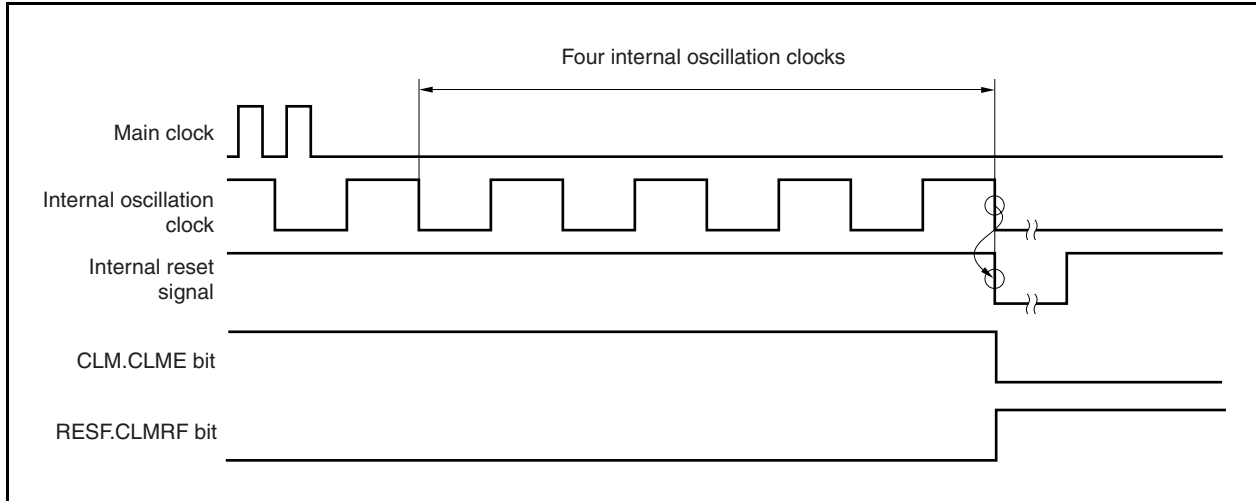 Four internal oscillation clocks
Main clock
Internal oscillation
clock
Internal reset
signal
CLM.CLME bit
RESF.CLMRF bit